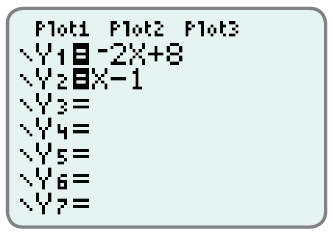 Plot1 Plot2 Plot3
\Y₁=-2X+8
\Y₂=X-1
\Y₃=
\Y₄=
\Y₅=
\Y₆=
\Y₇=